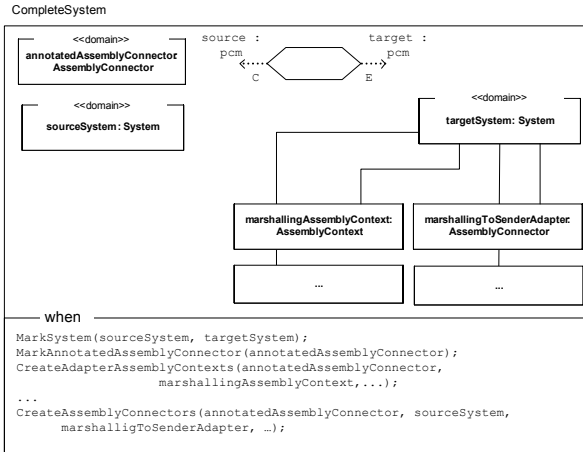 CompleteSystem
<<domain>>
annotatedAssemblyConnector:
AssemblyConnector
source :
pcm
target :
pcm
C
E
<<domain>>
sourceSystem: System
<<domain>>
targetSystem: System
marshallingAssemblyContext:
AssemblyContext
marshallingToSenderAdapter:
AssemblyConnector
...
...
when
MarkSystem(sourceSystem, targetSystem);
MarkAnnotatedAssemblyConnector(annotatedAssemblyConnector);
CreateAdapterAssemblyContexts(annotatedAssemblyConnector,
marshallingAssemblyContext,...);
...
CreateAssemblyConnectors(annotatedAssemblyConnector, sourceSystem,
marshalligToSenderAdapter, …);